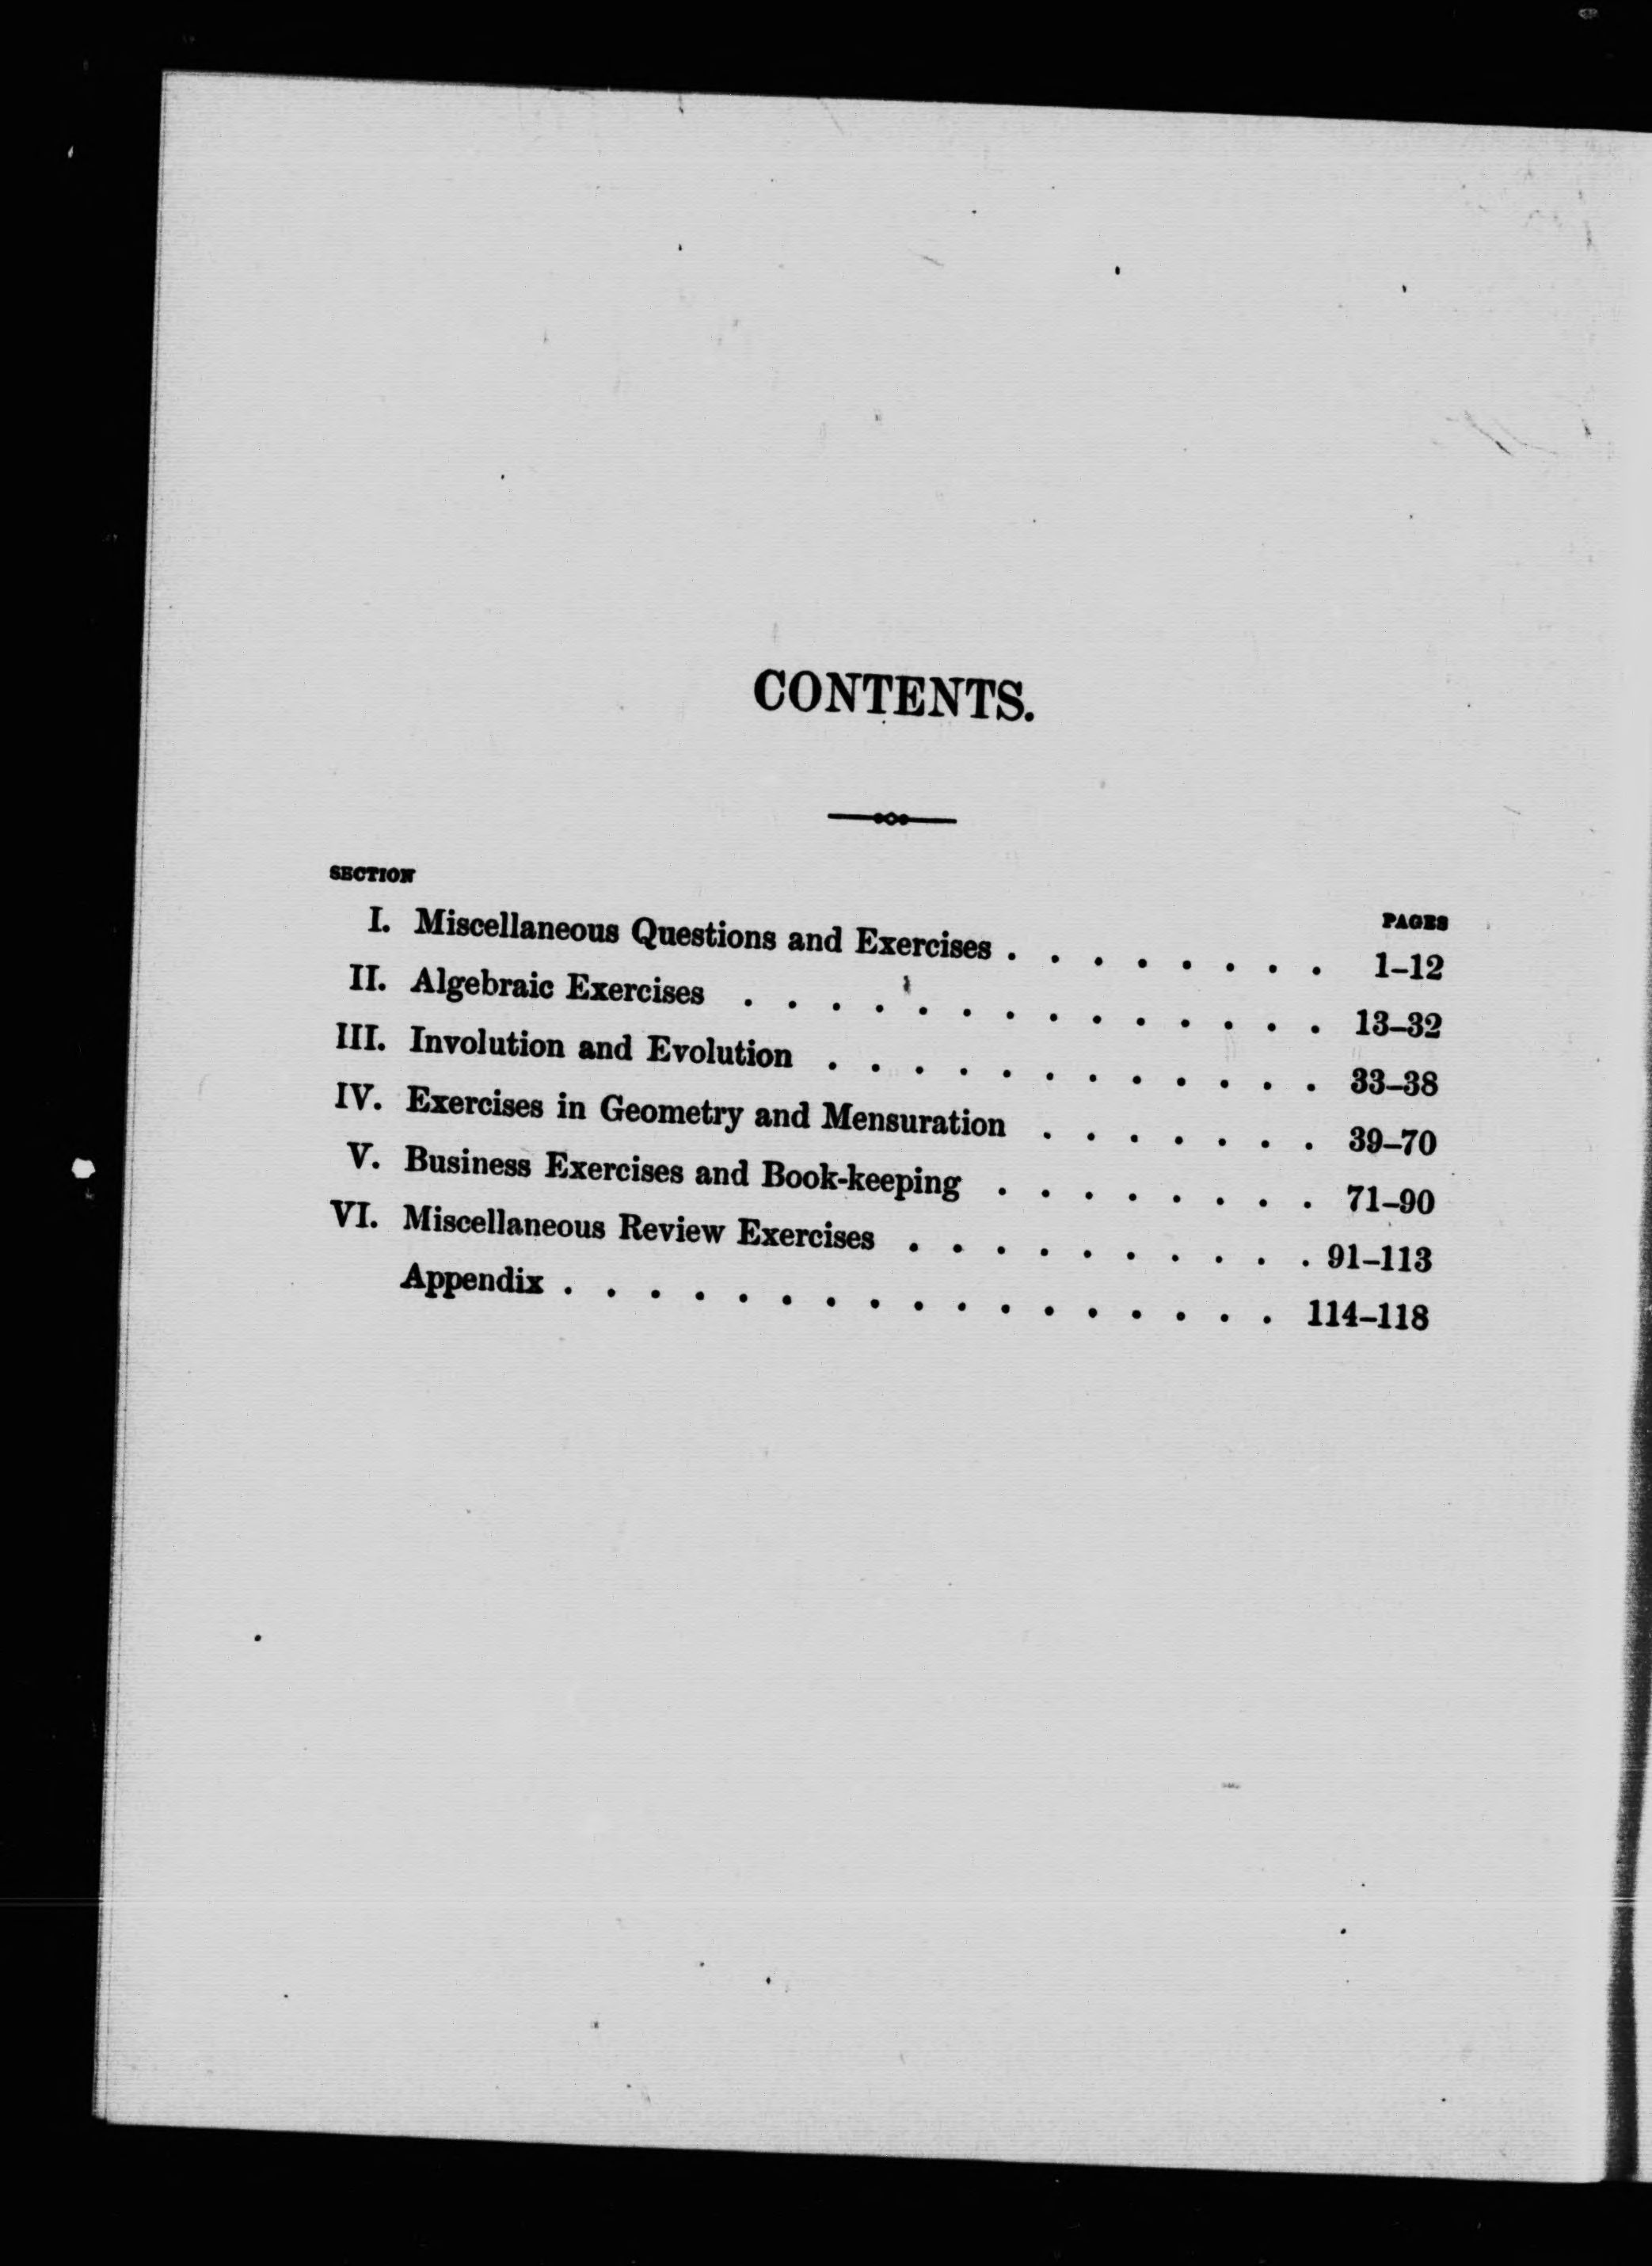 CONTENTS.
SECTION
PAGES
I. Miscellaneous Questions and Exercises . . . . . . . . 1–12
II. Algebraic Exercises . . . . . . . . . . . . . . 13–32
III. Involution and Evolution . . . . . . . . . . . . 33–38
IV. Exercises in Geometry and Mensuration . . . . . . . 39–70
V. Business Exercises and Book-keeping . . . . . . . . 71–90
VI. Miscellaneous Review Exercises . . . . . . . . . . 91–113
Appendix . . . . . . . . . . . . . . . . . 114–118